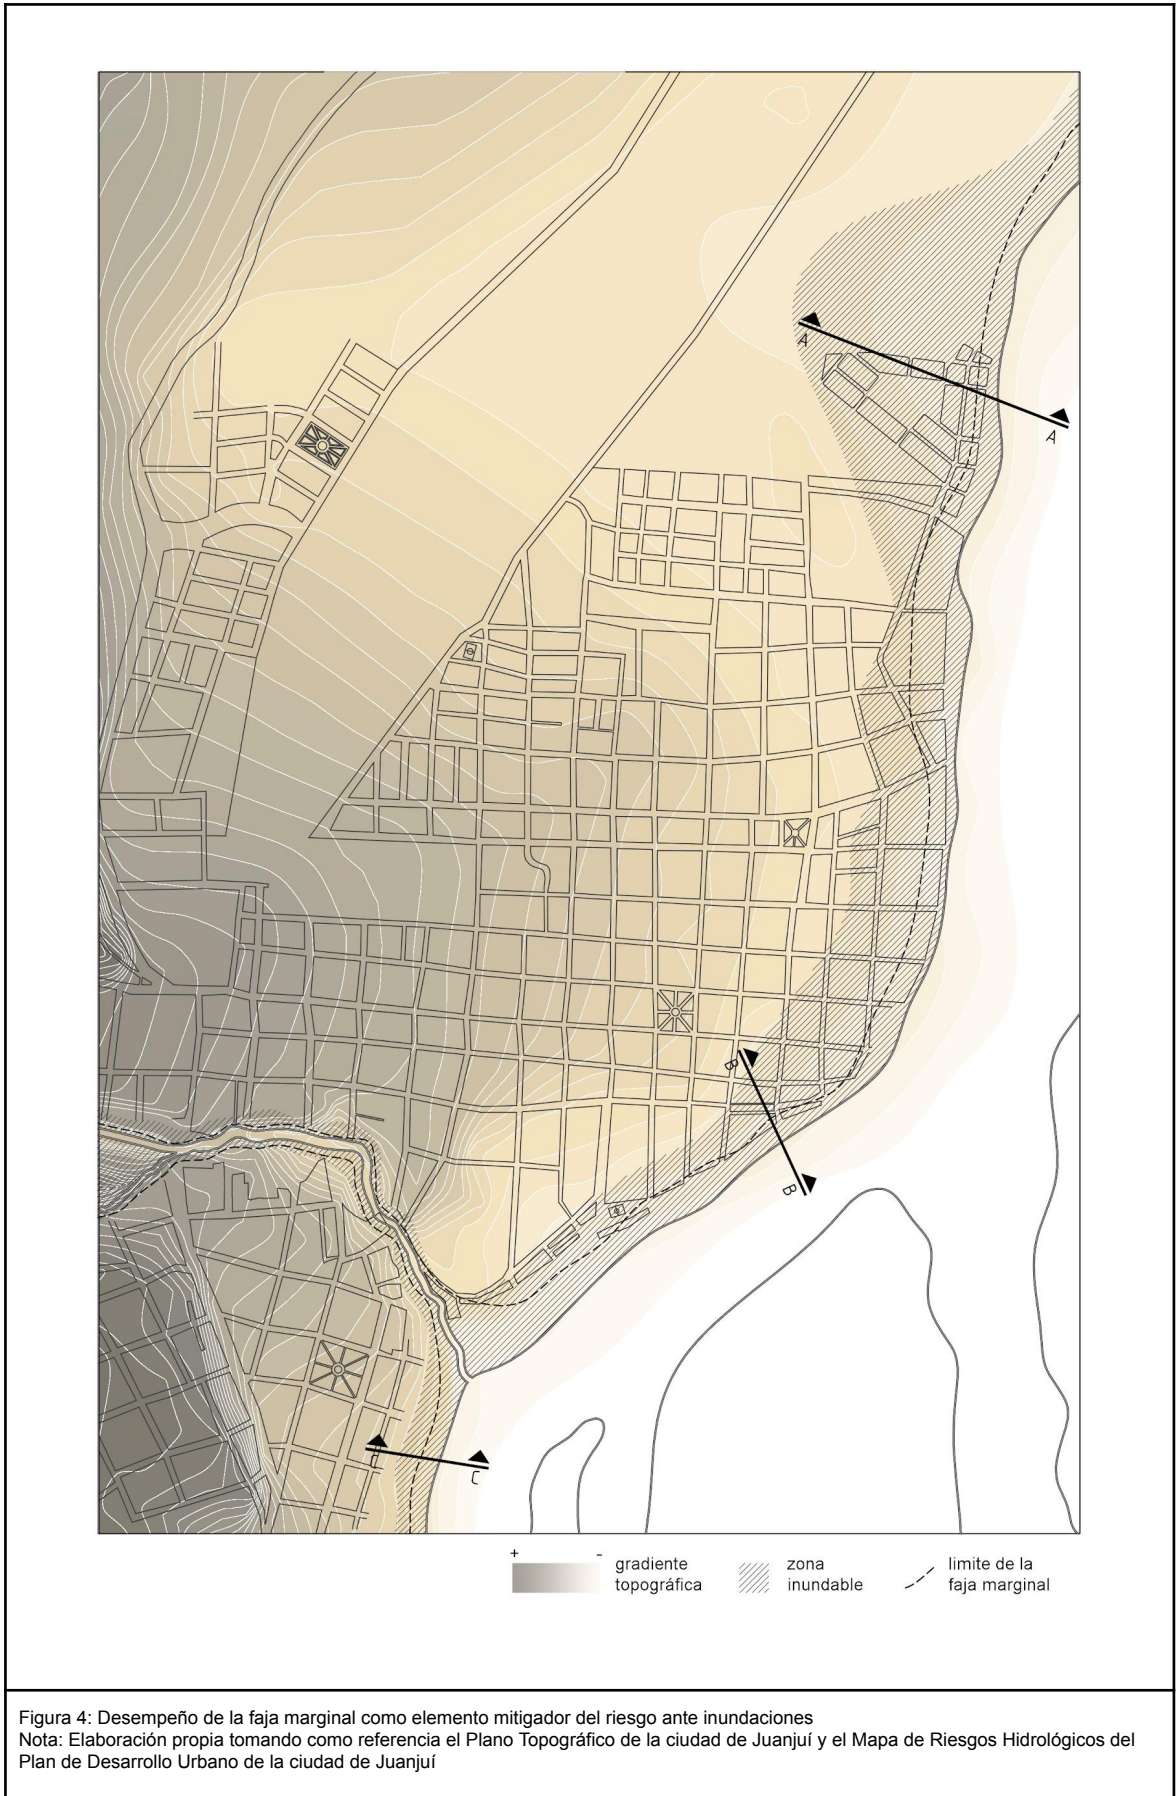 A
A
B
B
C
+ -
gradiente
topográfica
zona
inundable
limite de la
faja marginal
Figura 4: Desempeño de la faja marginal como elemento mitigador del riesgo ante inundaciones
Nota: Elaboración propia tomando como referencia el Plano Topográfico de la ciudad de Juanjuí y el Mapa de Riesgos Hidrológicos del
Plan de Desarrollo Urbano de la ciudad de Juanjuí